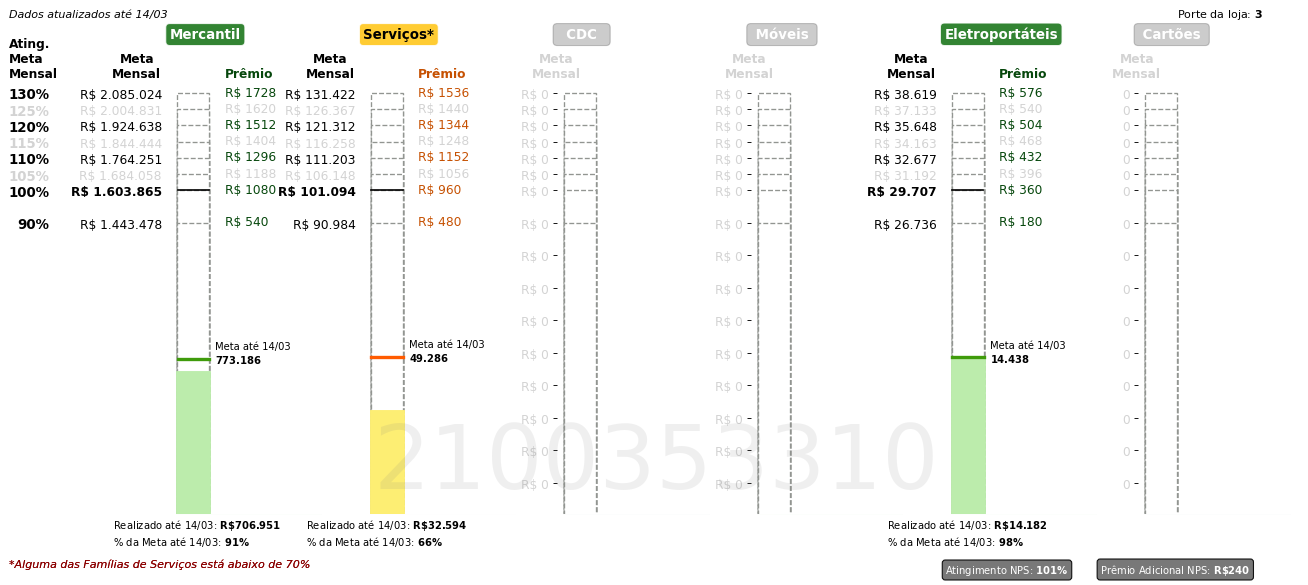 Dados atualizados até 14/03
Porte da loja: 3
Mercantil Serviços* CDC Móveis Eletroportáteis Cartões
Ating. Meta Mensal
Meta Mensal Prêmio Meta Mensal Prêmio Meta Mensal Meta Mensal Meta Mensal Prêmio Meta Mensal
130% R$ 2.085.024 R$ 1728 R$ 131.422 R$ 1536 R$ 0 R$ 0 R$ 38.619 R$ 576 0
125% R$ 2.004.831 R$ 1620 R$ 126.367 R$ 1440 R$ 0 R$ 0 R$ 37.133 R$ 540 0
120% R$ 1.924.638 R$ 1512 R$ 121.312 R$ 1344 R$ 0 R$ 0 R$ 35.648 R$ 504 0
115% R$ 1.844.444 R$ 1404 R$ 116.258 R$ 1248 R$ 0 R$ 0 R$ 34.163 R$ 468 0
110% R$ 1.764.251 R$ 1296 R$ 111.203 R$ 1152 R$ 0 R$ 0 R$ 32.677 R$ 432 0
105% R$ 1.684.058 R$ 1188 R$ 106.148 R$ 1056 R$ 0 R$ 0 R$ 31.192 R$ 396 0
100% R$ 1.603.865 R$ 1080 R$ 101.094 R$ 960 R$ 0 R$ 0 R$ 29.707 R$ 360 0
90% R$ 1.443.478 R$ 540 R$ 90.984 R$ 480 R$ 0 R$ 0 R$ 26.736 R$ 180 0
R$ 0 R$ 0 0
R$ 0 R$ 0 0
R$ 0 R$ 0 0
Meta até 14/03 Meta até 14/03 Meta até 14/03
773.186 49.286 R$ 0 R$ 0 14.438 0
R$ 0 R$ 0 0
R$ 0 R$ 0 0
R$ 0 R$ 0 0
2100353310
R$ 0 R$ 0 0
Realizado até 14/03: R$706.951 Realizado até 14/03: R$32.594 Realizado até 14/03: R$14.182
% da Meta até 14/03: 91% % da Meta até 14/03: 66% % da Meta até 14/03: 98%
*Alguma das Famílias de Serviços está abaixo de 70%
Atingimento NPS: 101% Prêmio Adicional NPS: R$240